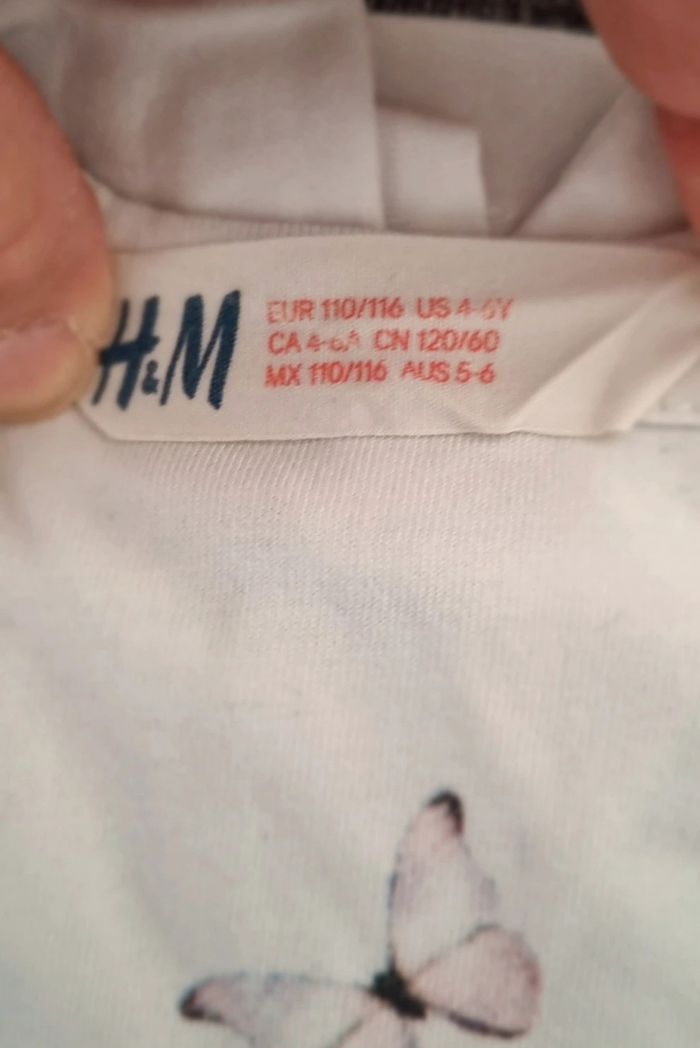 H&M
EUR 110/116 US 4-6Y
CA 4-6A CN 120/60
MX 110/116 AUS 5-6